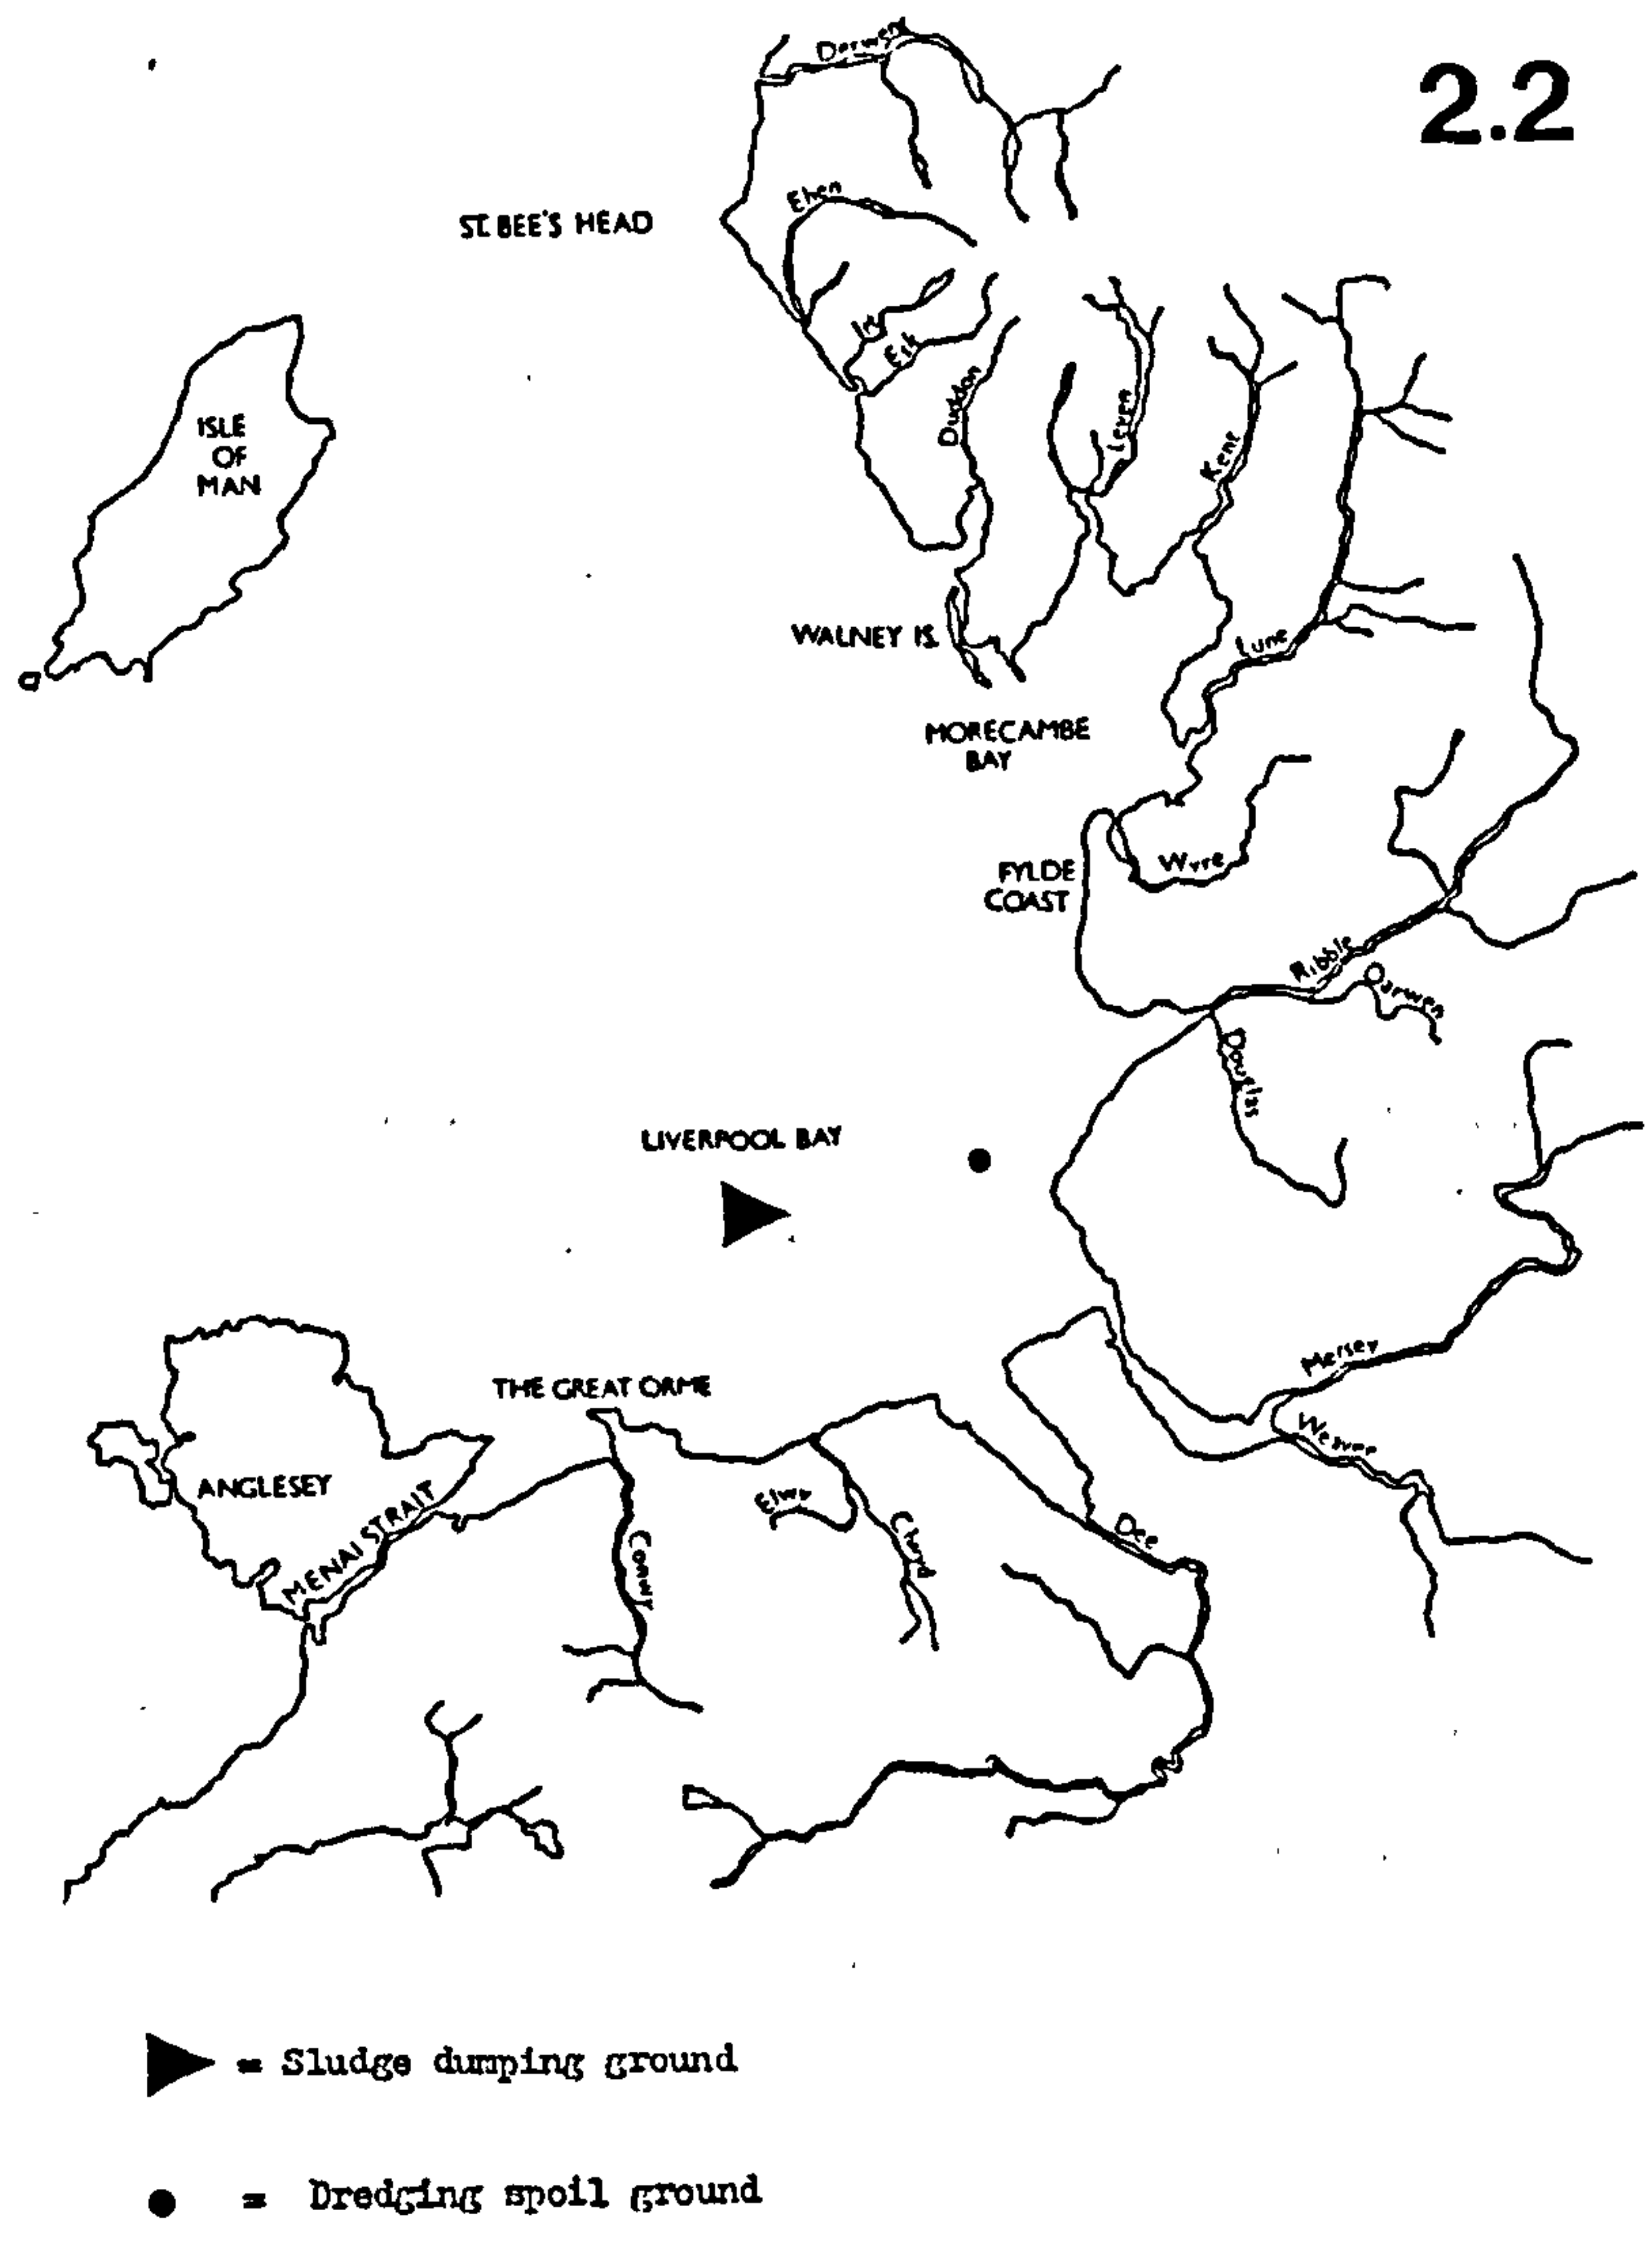 2.2
Derwent
Ehen
ST. BEE'S HEAD
Irt
Esk
Duddon
Leven
Kent
ISLE
OF
MAN
WALNEY IS.
Lune
MORECAMBE
BAY
Wyre
FYLDE
COAST
Ribble
Darwen
Douglas
LIVERPOOL BAY
Mersey
THE GREAT ORME
Weaver
ANGLESEY
MENAI STRAIT
Elwy
Clwyd
Conwy
Dee
= Sludge dumping ground
= Dredging spoil ground